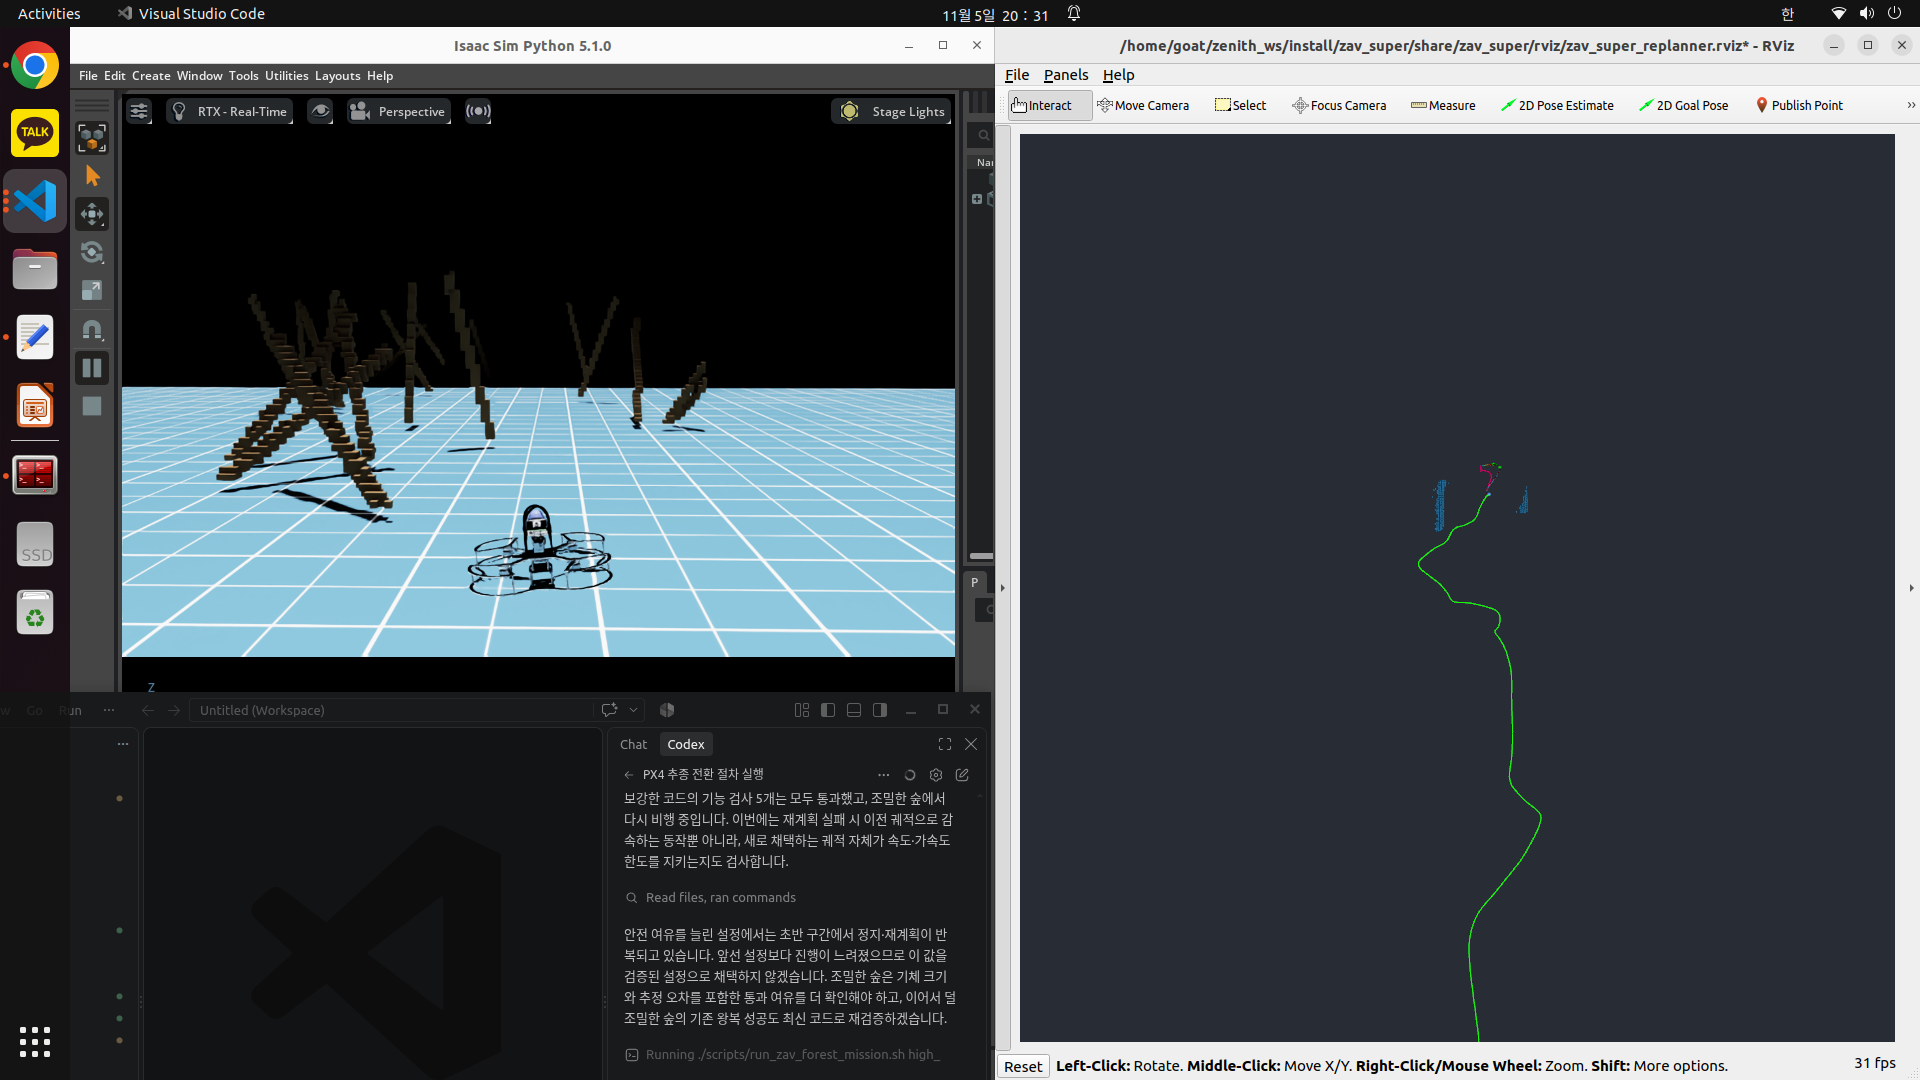 Activities
Visual Studio Code
11월 5일 20 : 31
한
TALK
SSD
Isaac Sim Python 5.1.0
File Edit Create Window Tools Utilities Layouts Help
RTX - Real-Time
Perspective
Stage Lights
Z
P
/home/goat/zenith_ws/install/zav_super/share/zav_super/rviz/zav_super_replanner.rviz* - RViz
File Panels Help
Interact Move Camera Select Focus Camera Measure 2D Pose Estimate 2D Goal Pose Publish Point »
Go Run ···
Untitled (Workspace)
Chat Codex
PX4 추종 전환 절차 실행
보강한 코드의 기능 검사 5개는 모두 통과했고, 조밀한 숲에서
다시 비행 중입니다. 이번에는 재계획 실패 시 이전 궤적으로 감
속하는 동작뿐 아니라, 새로 채택하는 궤적 자체가 속도·가속도
한도를 지키는지도 검사합니다.
Read files, ran commands
안전 여유를 늘린 설정에서는 초반 구간에서 정지·재계획이 반
복되고 있습니다. 앞선 설정보다 진행이 느려졌으므로 이 값을
검증된 설정으로 채택하지 않겠습니다. 조밀한 숲은 기체 크기
와 추정 오차를 포함한 통과 여유를 더 확인해야 하고, 이어서 덜
조밀한 숲의 기존 왕복 성공도 최신 코드로 재검증하겠습니다.
Running ./scripts/run_zav_forest_mission.sh high_
Reset
Left-Click: Rotate. Middle-Click: Move X/Y. Right-Click/Mouse Wheel: Zoom. Shift: More options.
31 fps